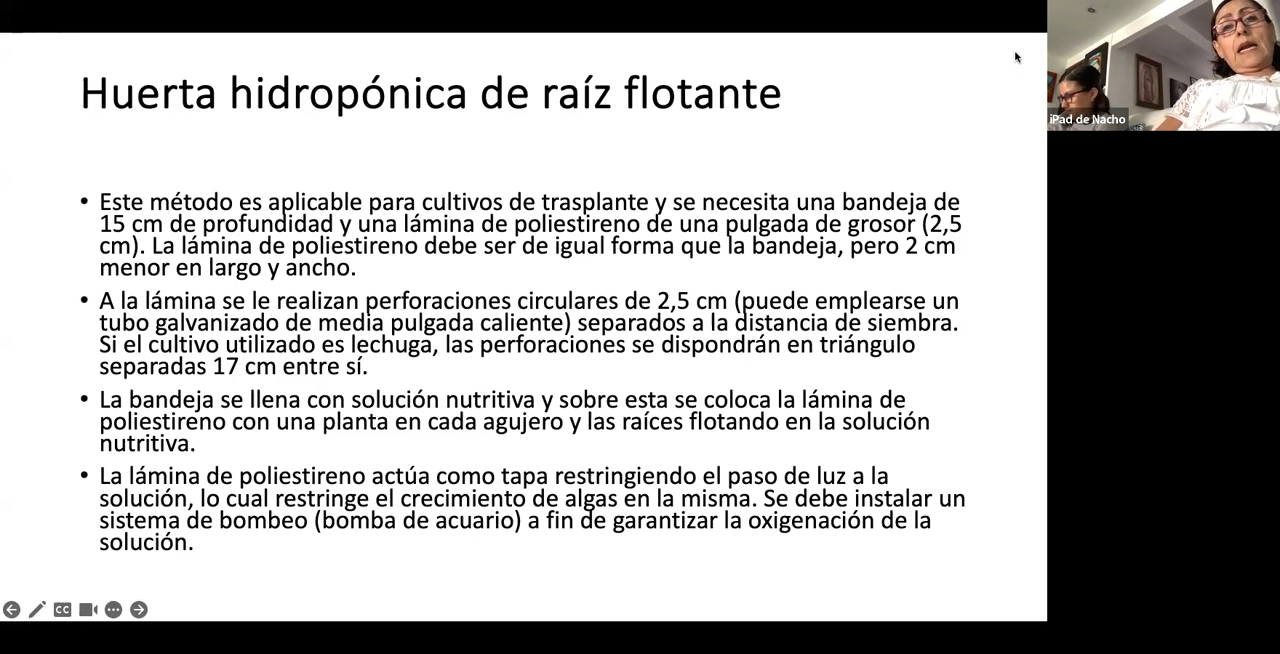 Huerta hidropónica de raíz flotante
iPad de Nacho
• Este método es aplicable para cultivos de trasplante y se necesita una bandeja de
15 cm de profundidad y una lámina de poliestireno de una pulgada de grosor (2,5
cm). La lámina de poliestireno debe ser de igual forma que la bandeja, pero 2 cm
menor en largo y ancho.
• A la lámina se le realizan perforaciones circulares de 2,5 cm (puede emplearse un
tubo galvanizado de media pulgada caliente) separados a la distancia de siembra.
Si el cultivo utilizado es lechuga, las perforaciones se dispondrán en triángulo
separadas 17 cm entre sí.
• La bandeja se llena con solución nutritiva y sobre esta se coloca la lámina de
poliestireno con una planta en cada agujero y las raíces flotando en la solución
nutritiva.
• La lámina de poliestireno actúa como tapa restringiendo el paso de luz a la
solución, lo cual restringe el crecimiento de algas en la misma. Se debe instalar un
sistema de bombeo (bomba de acuario) a fin de garantizar la oxigenación de la
solución.
CC